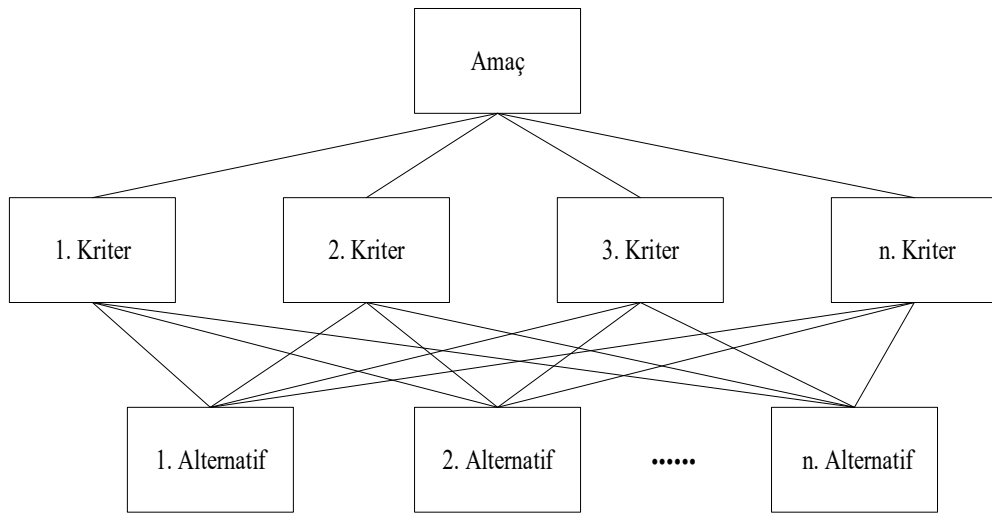 Amaç
1. Kriter
2. Kriter
3. Kriter
n. Kriter
1. Alternatif
2. Alternatif
......
n. Alternatif